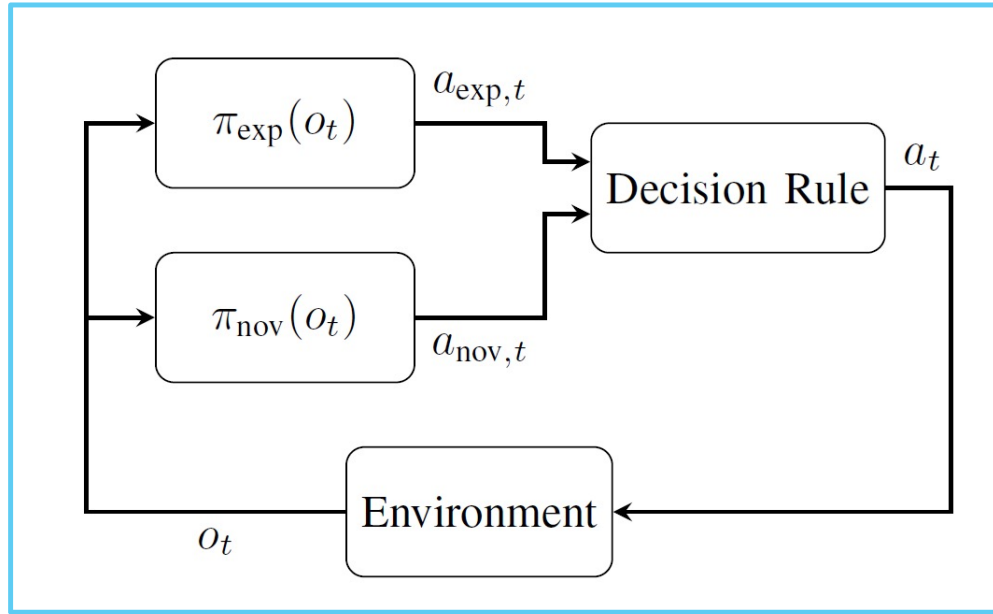 π_exp(o_t)
a_exp,t
Decision Rule
a_t
π_nov(o_t)
a_nov,t
Environment
o_t